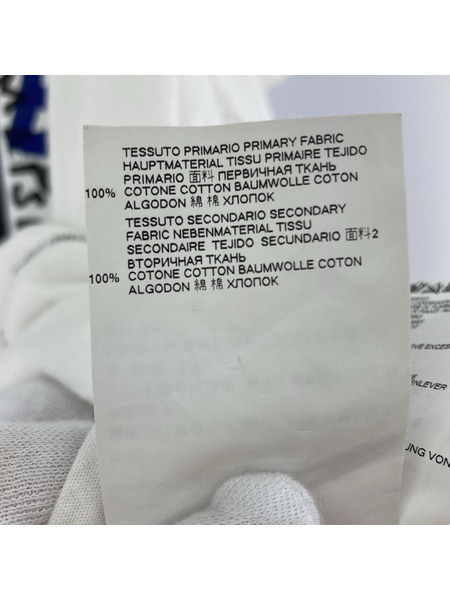 TESSUTO PRIMARIO PRIMARY FABRIC
HAUPTMATERIAL TISSU PRIMAIRE TEJIDO
PRIMARIO 面料 ПЕРВИЧНАЯ ТКАНЬ
100% COTONE COTTON BAUMWOLLE COTON
ALGODON 綿 棉 ХЛОПОК
TESSUTO SECONDARIO SECONDARY
FABRIC NEBENMATERIAL TISSU
SECONDAIRE TEJIDO SECUNDARIO 面料2
ВТОРИЧНАЯ ТКАНЬ
100% COTONE COTTON BAUMWOLLE COTON
ALGODON 綿 棉 ХЛОПОК
UNG VON